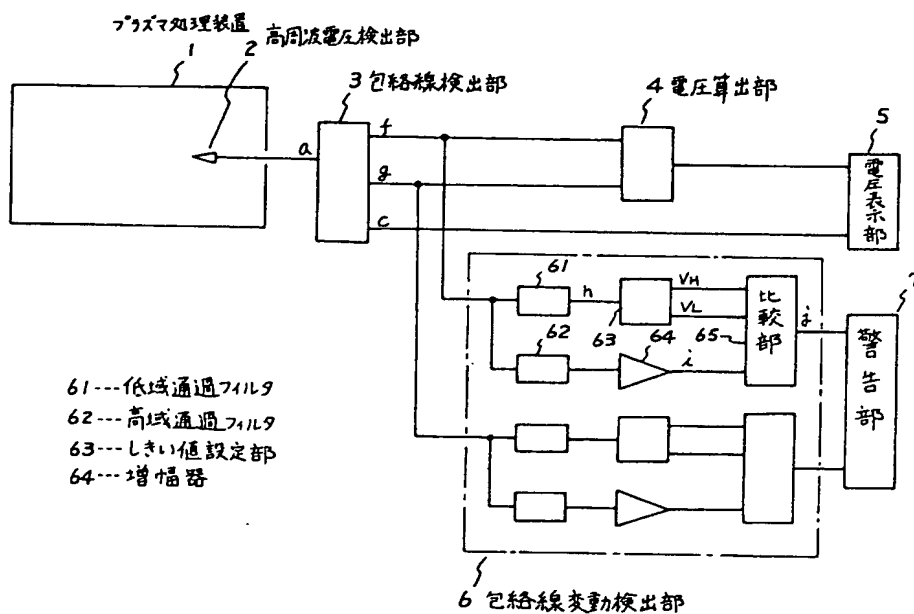 プラズマ処理装置
1
2 高周波電圧検出部
3 包絡線検出部
4 電圧算出部
5
電圧表示部
a
f
g
c
61
h
63
VH
VL
65
比較部
j
7
警告部
62
64
i
61---低域通過フィルタ
62---高域通過フィルタ
63---しきい値設定部
64---増幅器
6 包絡線変動検出部